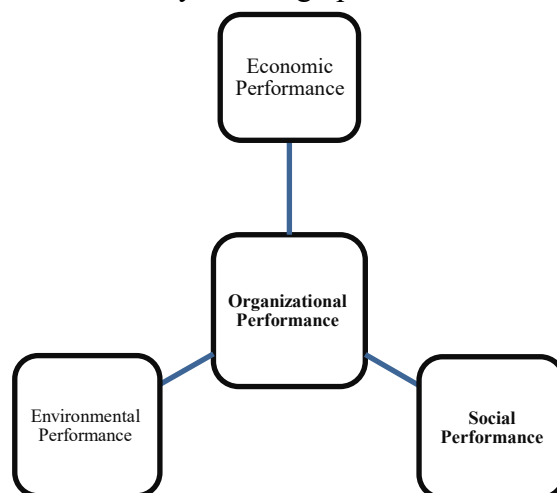 Economic
Performance
Organizational
Performance
Environmental
Performance
Social
Performance